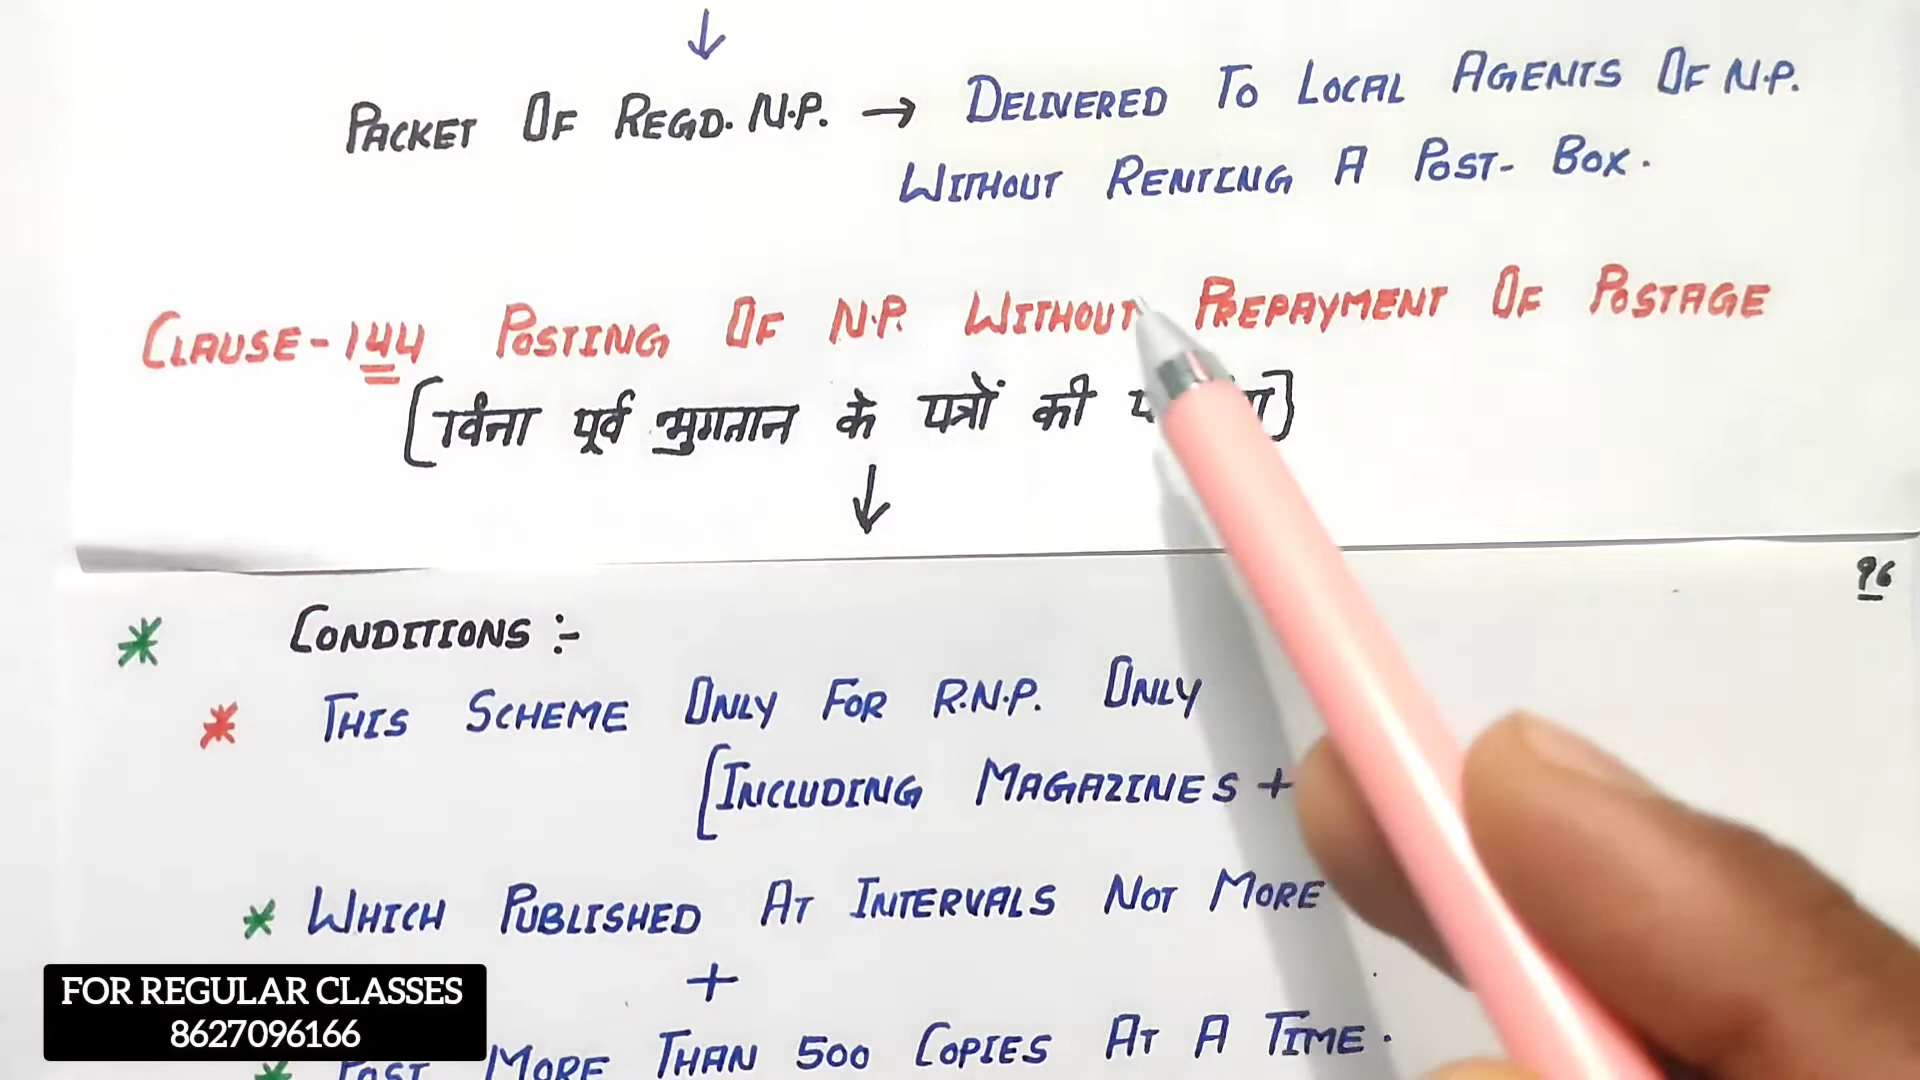 ↓
PACKET OF REGD. N.P. → DELIVERED TO LOCAL AGENTS OF N.P.
WITHOUT RENTING A POST- BOX.
CLAUSE-144 POSTING OF N.P. WITHOUT PREPAYMENT OF POSTAGE
[बिना पूर्व भुगतान के पत्रों की]
↓
96
* CONDITIONS :-
* THIS SCHEME ONLY FOR R.N.P. ONLY
[INCLUDING MAGAZINES +
* WHICH PUBLISHED AT INTERVALS NOT MORE
+
* POST MORE THAN 500 COPIES AT A TIME.
FOR REGULAR CLASSES
8627096166